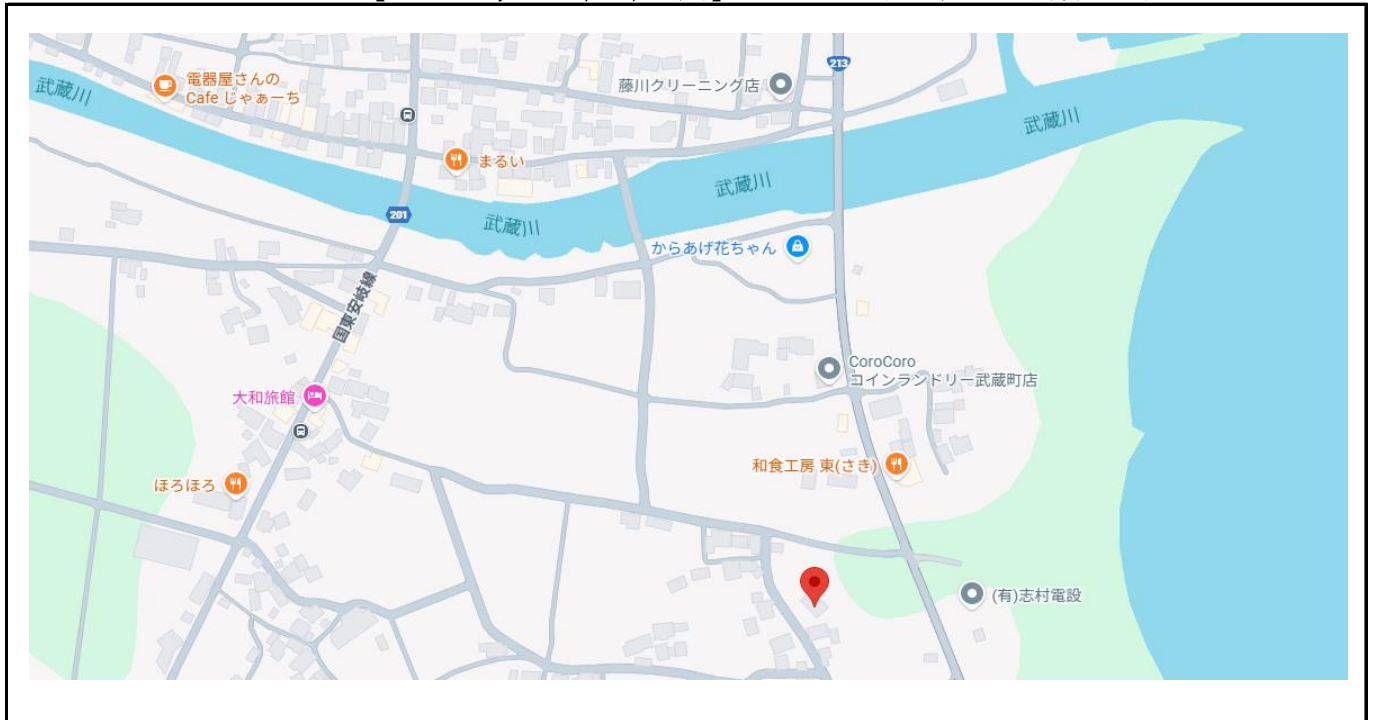 213
電器屋さんの
Cafe じゃぁーち
藤川クリーニング店
武蔵川
武蔵川
まるい
武蔵川
201
武蔵川
からあげ花ちゃん
国東安岐線
CoroCoro
コインランドリー武蔵町店
大和旅館
和食工房 東(さき)
ほろほろ
(有)志村電設